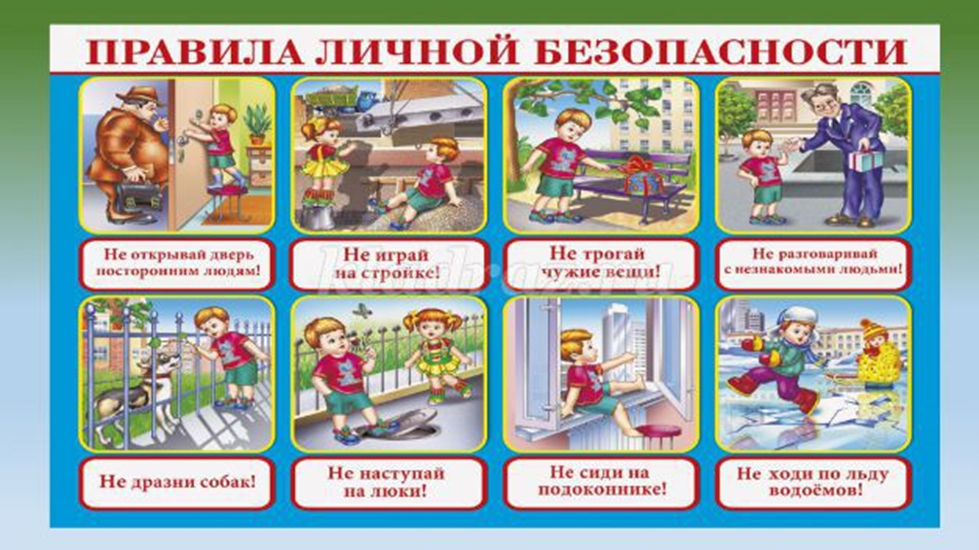 ПРАВИЛА ЛИЧНОЙ БЕЗОПАСНОСТИ
Не открывай дверь
посторонним людям!
Не играй
на стройке!
Не трогай
чужие вещи!
Не разговаривай
с незнакомыми людьми!
Не дразни собак!
Не наступай
на люки!
Не сиди на
подоконнике!
Не ходи по льду
водоёмов!